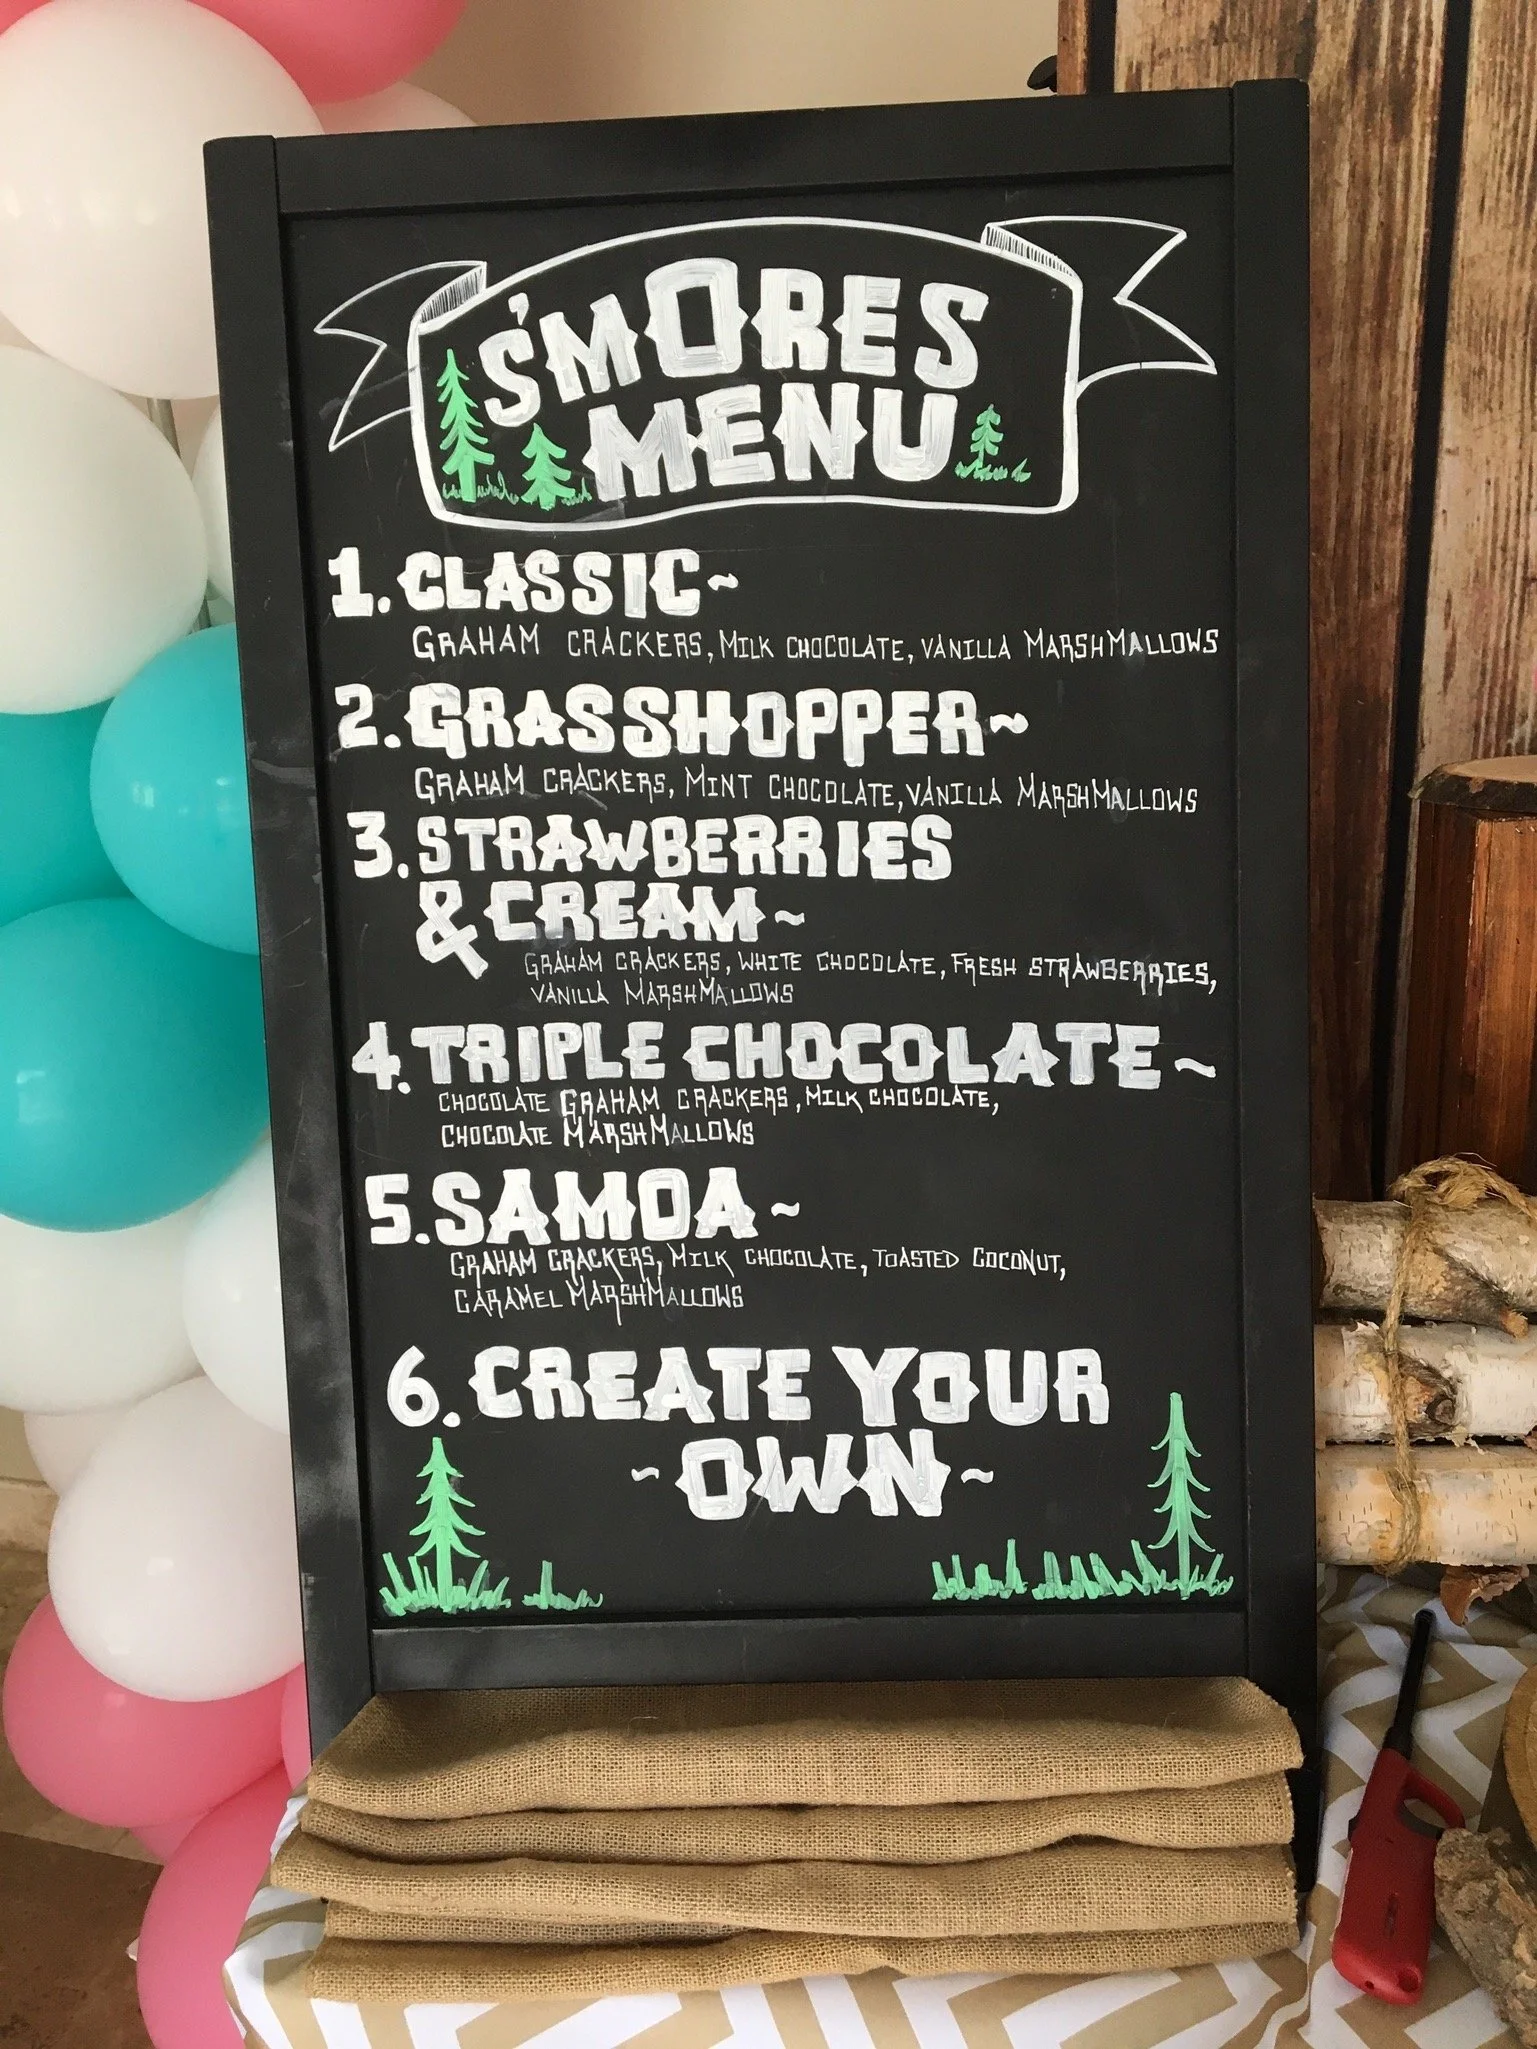 S'MORES
MENU
1. CLASSIC~
GRAHAM CRACKERS, MILK CHOCOLATE, VANILLA MARSHMALLOWS
2. GRASSHOPPER~
GRAHAM CRACKERS, MINT CHOCOLATE, VANILLA MARSHMALLOWS
3. STRAWBERRIES
& CREAM~
GRAHAM CRACKERS, WHITE CHOCOLATE, FRESH STRAWBERRIES,
VANILLA MARSHMALLOWS
4. TRIPLE CHOCOLATE~
CHOCOLATE GRAHAM CRACKERS, MILK CHOCOLATE,
CHOCOLATE MARSHMALLOWS
5. SAMOA~
GRAHAM CRACKERS, MILK CHOCOLATE, TOASTED COCONUT,
CARAMEL MARSHMALLOWS
6. CREATE YOUR
~OWN~